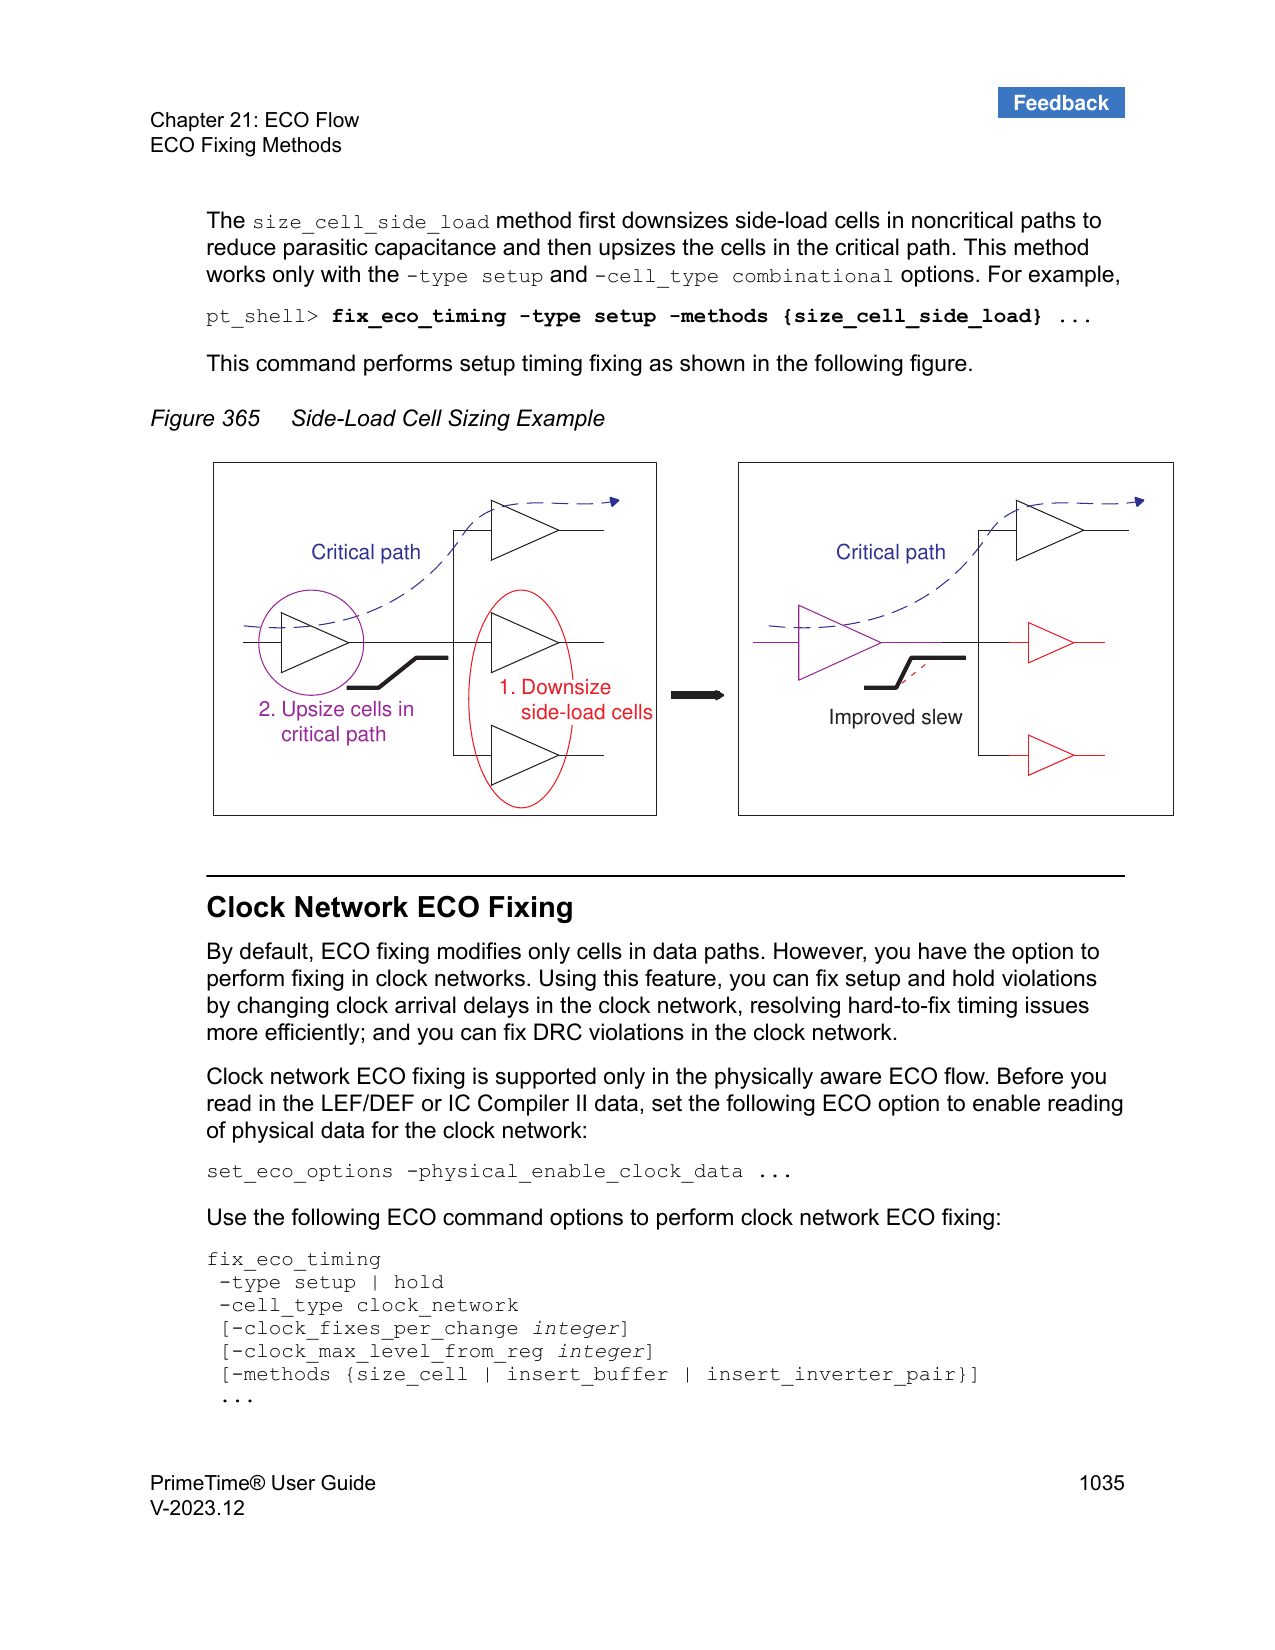 Feedback
Chapter 21: ECO Flow
ECO Fixing Methods
The size_cell_side_load method first downsizes side-load cells in noncritical paths to
reduce parasitic capacitance and then upsizes the cells in the critical path. This method
works only with the -type setup and -cell_type combinational options. For example,
pt_shell> fix_eco_timing -type setup -methods {size_cell_side_load} ...
This command performs setup timing fixing as shown in the following figure.
Figure 365 Side-Load Cell Sizing Example
Critical path
1. Downsize
side-load cells
2. Upsize cells in
critical path
Critical path
Improved slew
Clock Network ECO Fixing
By default, ECO fixing modifies only cells in data paths. However, you have the option to
perform fixing in clock networks. Using this feature, you can fix setup and hold violations
by changing clock arrival delays in the clock network, resolving hard-to-fix timing issues
more efficiently; and you can fix DRC violations in the clock network.
Clock network ECO fixing is supported only in the physically aware ECO flow. Before you
read in the LEF/DEF or IC Compiler II data, set the following ECO option to enable reading
of physical data for the clock network:
set_eco_options -physical_enable_clock_data ...
Use the following ECO command options to perform clock network ECO fixing:
fix_eco_timing
-type setup | hold
-cell_type clock_network
[-clock_fixes_per_change integer]
[-clock_max_level_from_reg integer]
[-methods {size_cell | insert_buffer | insert_inverter_pair}]
...
PrimeTime® User Guide
V-2023.12
1035